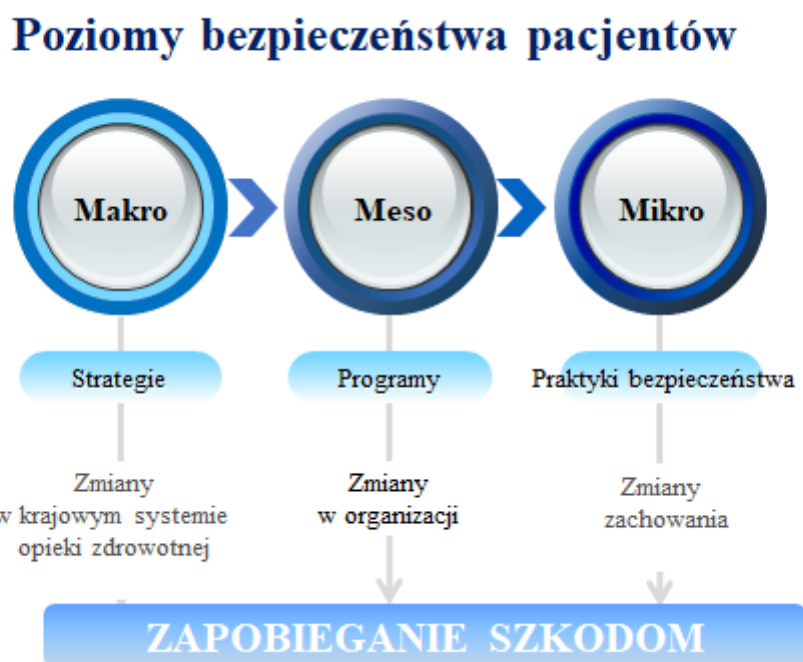 Poziomy bezpieczeństwa pacjentów
Makro
Meso
Mikro
Strategie
Programy
Praktyki bezpieczeństwa
Zmiany
w krajowym systemie
opieki zdrowotnej
Zmiany
w organizacji
Zmiany
zachowania
ZAPOBIEGANIE SZKODOM